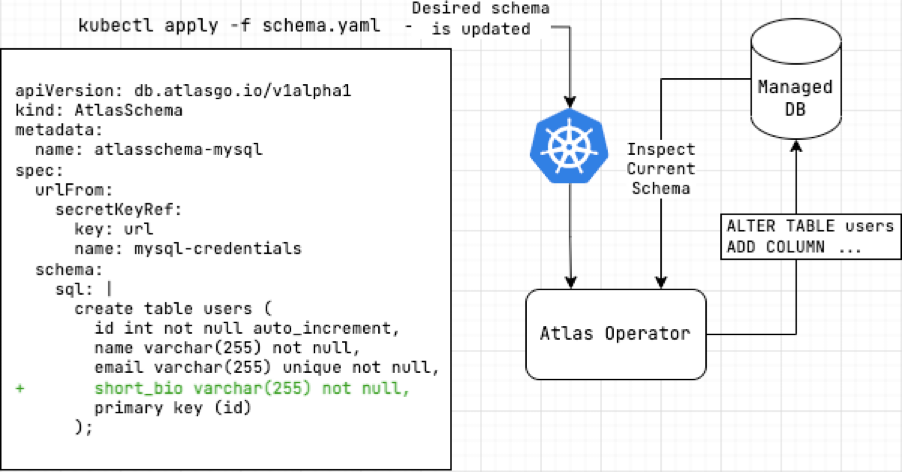 kubectl apply -f schema.yaml - Desired schema
is updated
apiVersion: db.atlasgo.io/v1alpha1
kind: AtlasSchema
metadata:
  name: atlasschema-mysql
spec:
  urlFrom:
    secretKeyRef:
      key: url
      name: mysql-credentials
  schema:
    sql: |
      create table users (
        id int not null auto_increment,
        name varchar(255) not null,
        email varchar(255) unique not null,
+       short_bio varchar(255) not null,
        primary key (id)
      );
Managed
DB
Inspect
Current
Schema
ALTER TABLE users
ADD COLUMN ...
Atlas Operator